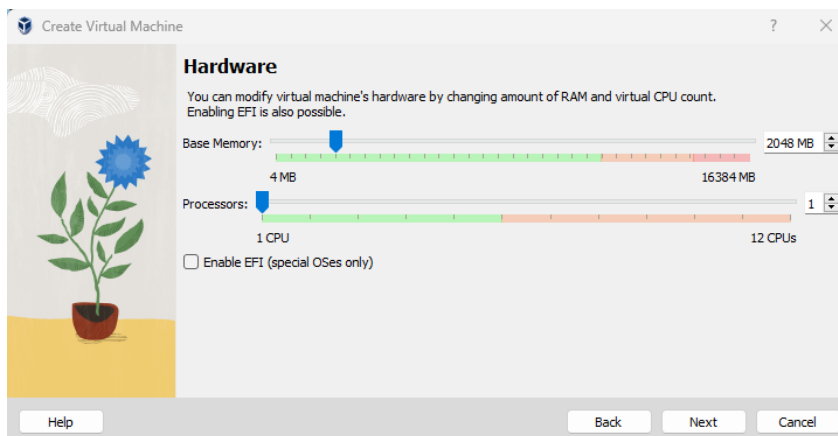 Create Virtual Machine
?
Hardware
You can modify virtual machine's hardware by changing amount of RAM and virtual CPU count.
Enabling EFI is also possible.
Base Memory: 2048 MB
4 MB 16384 MB
Processors: 1
1 CPU 12 CPUs
Enable EFI (special OSes only)
Help Back Next Cancel